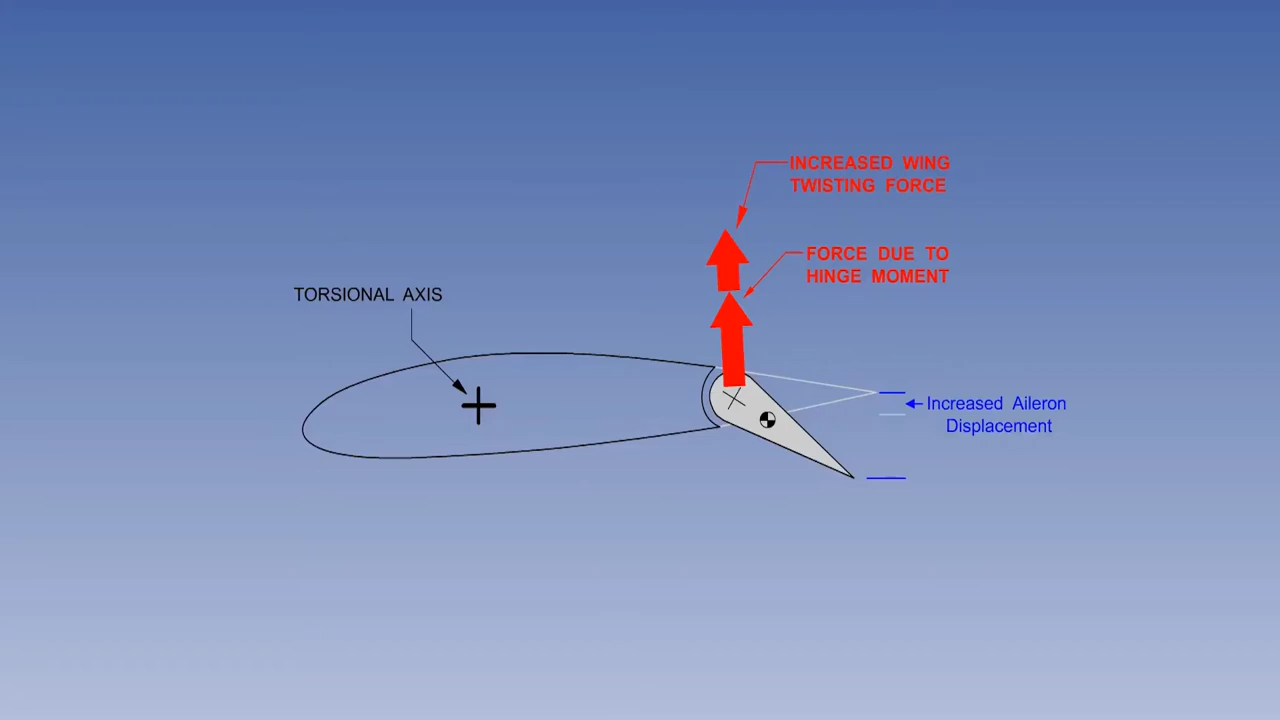 INCREASED WING
TWISTING FORCE
FORCE DUE TO
HINGE MOMENT
TORSIONAL AXIS
Increased Aileron
Displacement